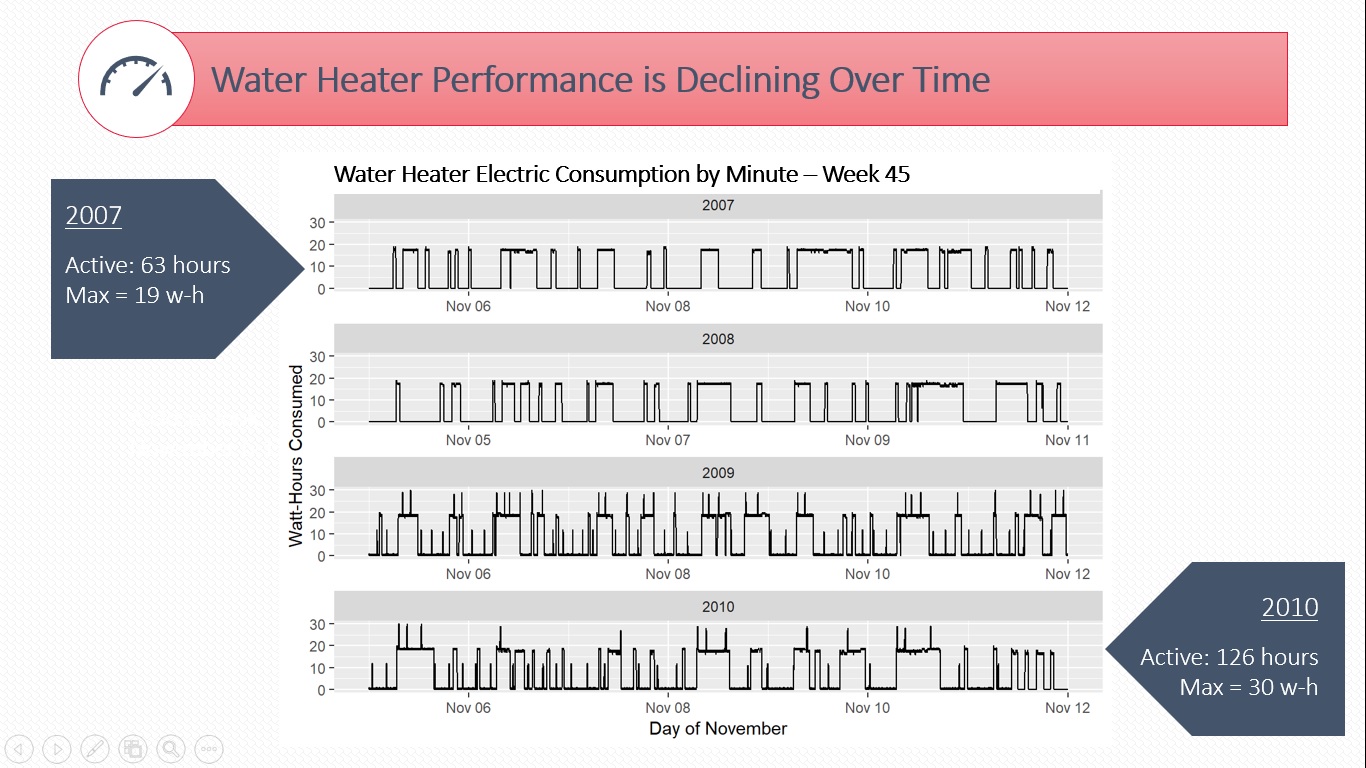 Water Heater Performance is Declining Over Time
2007
Active: 63 hours
Max = 19 w-h
Water Heater Electric Consumption by Minute – Week 45
Watt-Hours Consumed
2007
30
20
10
0
Nov 06 Nov 08 Nov 10 Nov 12
2008
30
20
10
0
Nov 05 Nov 07 Nov 09 Nov 11
2009
30
20
10
0
Nov 06 Nov 08 Nov 10 Nov 12
2010
30
20
10
0
Nov 06 Nov 08 Nov 10 Nov 12
Day of November
2010
Active: 126 hours
Max = 30 w-h